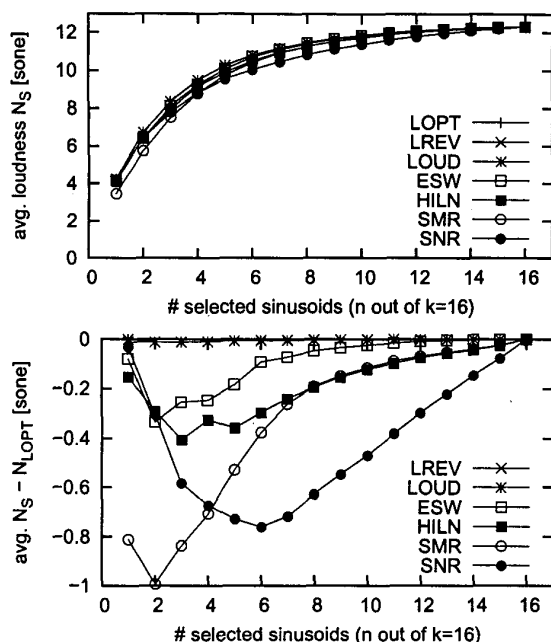 avg. loudness N_S [sone]
12
10
8
6
4
2
0
LOPT
LREV
LOUD
ESW
HILN
SMR
SNR
0 2 4 6 8 10 12 14 16
# selected sinusoids (n out of k=16)
avg. N_S − N_LOPT [sone]
0
−0.2
−0.4
−0.6
−0.8
−1
LREV
LOUD
ESW
HILN
SMR
SNR
0 2 4 6 8 10 12 14 16
# selected sinusoids (n out of k=16)